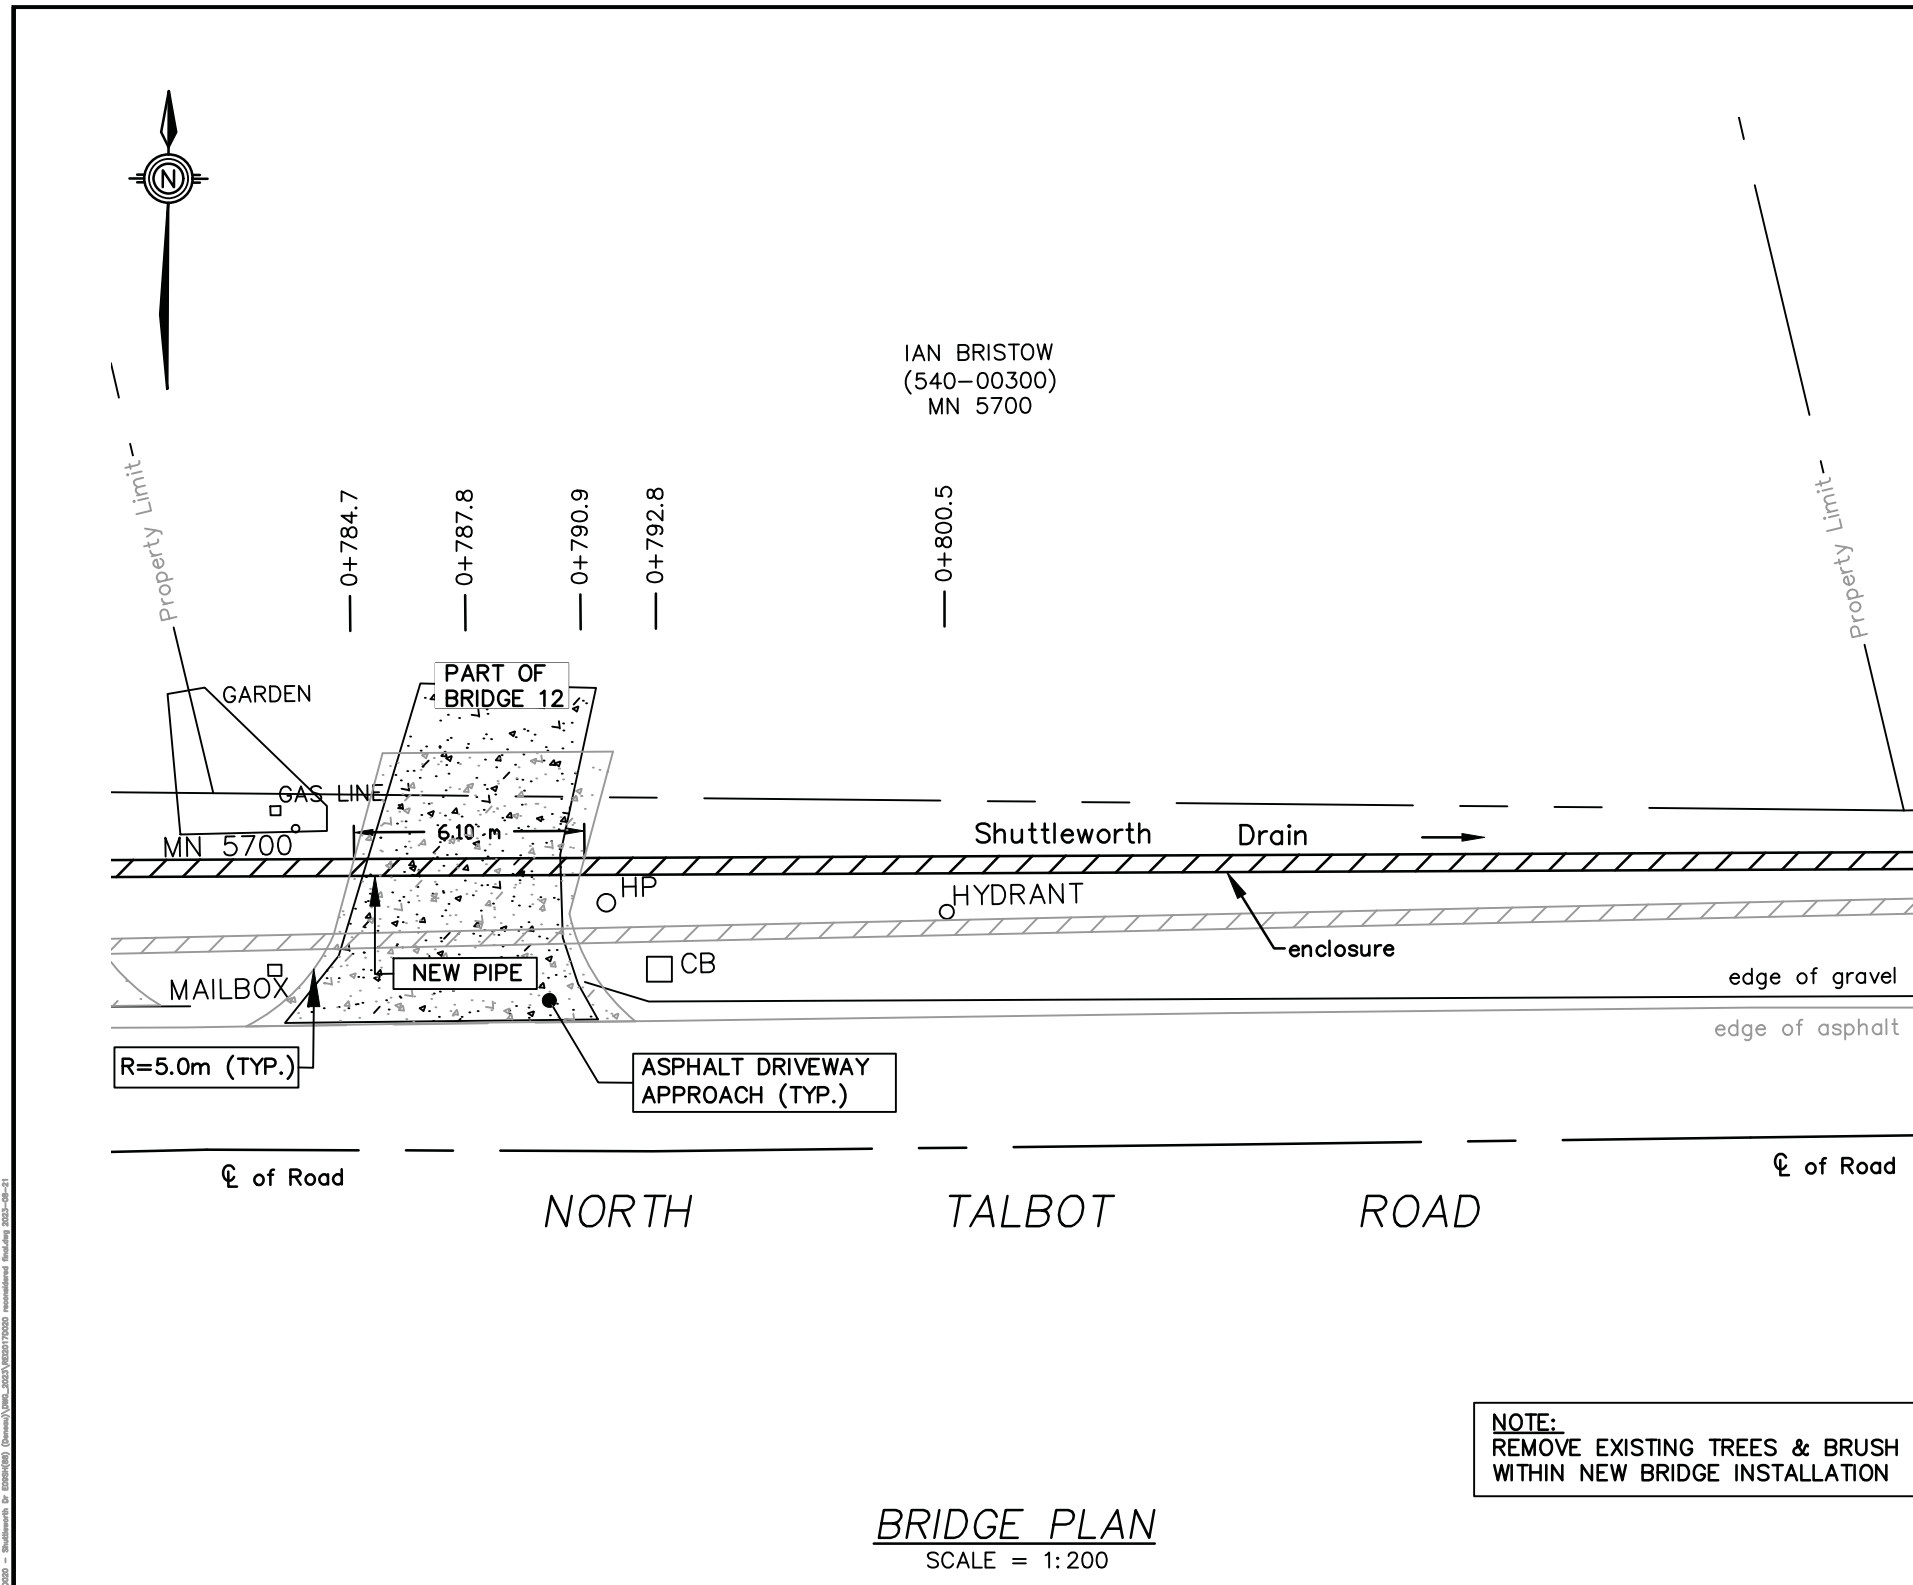 N
IAN BRISTOW
(540-00300)
MN 5700
Property Limit
Property Limit
0+784.7
0+787.8
0+790.9
0+792.8
0+800.5
PART OF
BRIDGE 12
GARDEN
GAS LINE
6.10 m
Shuttleworth Drain
MN 5700
HP
HYDRANT
enclosure
MAILBOX
NEW PIPE
CB
edge of gravel
edge of asphalt
R=5.0m (TYP.)
ASPHALT DRIVEWAY
APPROACH (TYP.)
℄ of Road
℄ of Road
NORTH TALBOT ROAD
NOTE:
REMOVE EXISTING TREES & BRUSH
WITHIN NEW BRIDGE INSTALLATION
BRIDGE PLAN
SCALE = 1:200